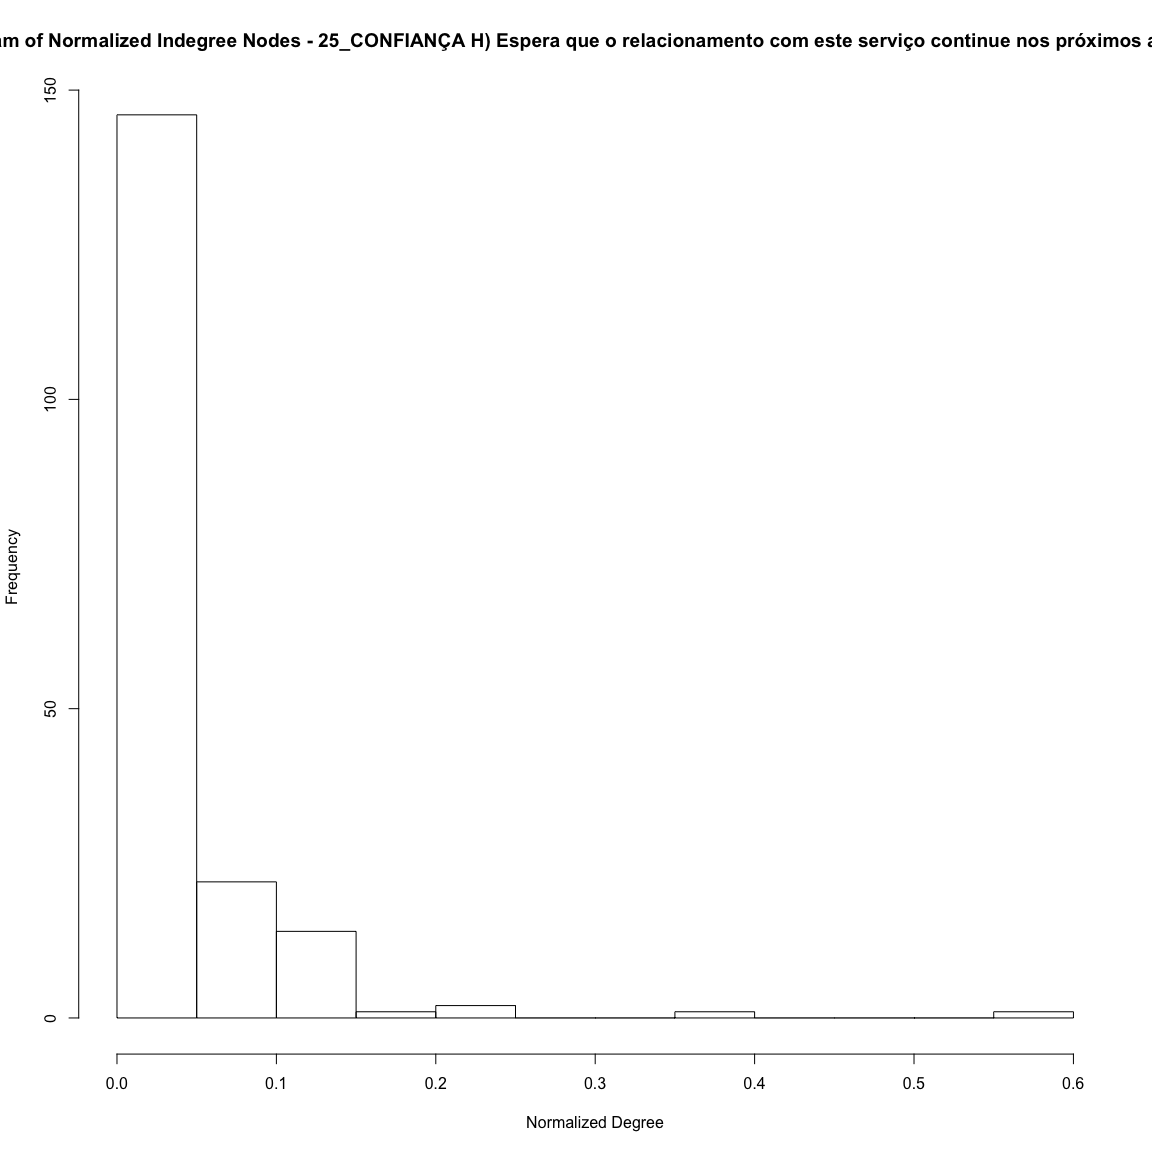 am of Normalized Indegree Nodes - 25_CONFIANÇA H) Espera que o relacionamento com este serviço continue nos próximos a
150
100
50
0
Frequency
0.0 0.1 0.2 0.3 0.4 0.5 0.6
Normalized Degree